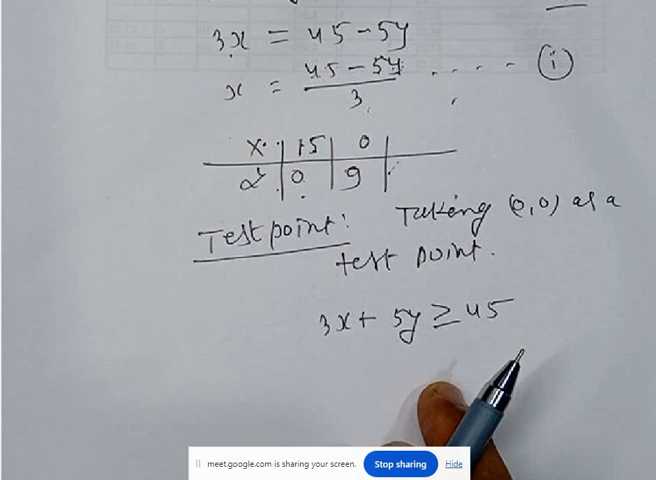 3x = 45 - 5y
x = 45 - 5y / 3 . . . . (i)
x | 15 | 0
y | 0 | 9
Test point: Taking (0,0) as a
test point.
3x + 5y ≥ 45
meet.google.com is sharing your screen. Stop sharing Hide